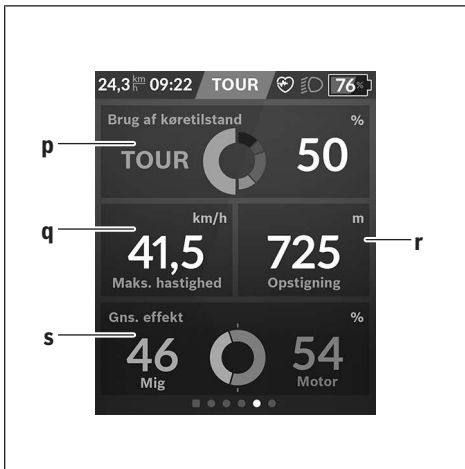 24,3 km/h 09:22 TOUR 76%
Brug af køretilstand %
p TOUR 50
q km/h m
41,5 725 r
Maks. hastighed Opstigning
Gns. effekt %
s 46 54
Mig Motor